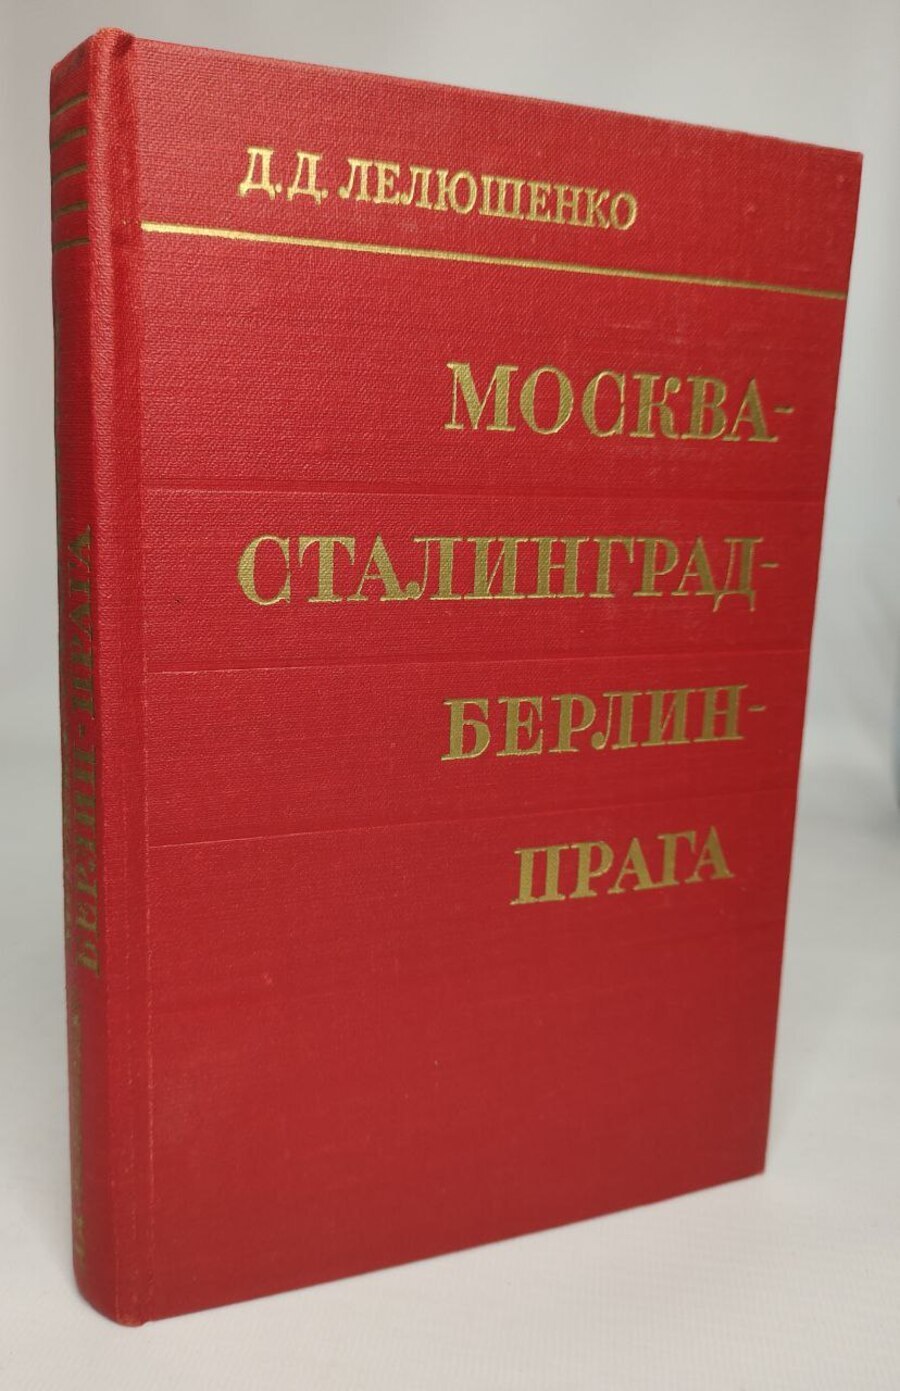 Д.Д. ЛЕЛЮШЕНКО
МОСКВА-
СТАЛИНГРАД-
БЕРЛИН-
ПРАГА
БЕРЛИН-ПРАГА